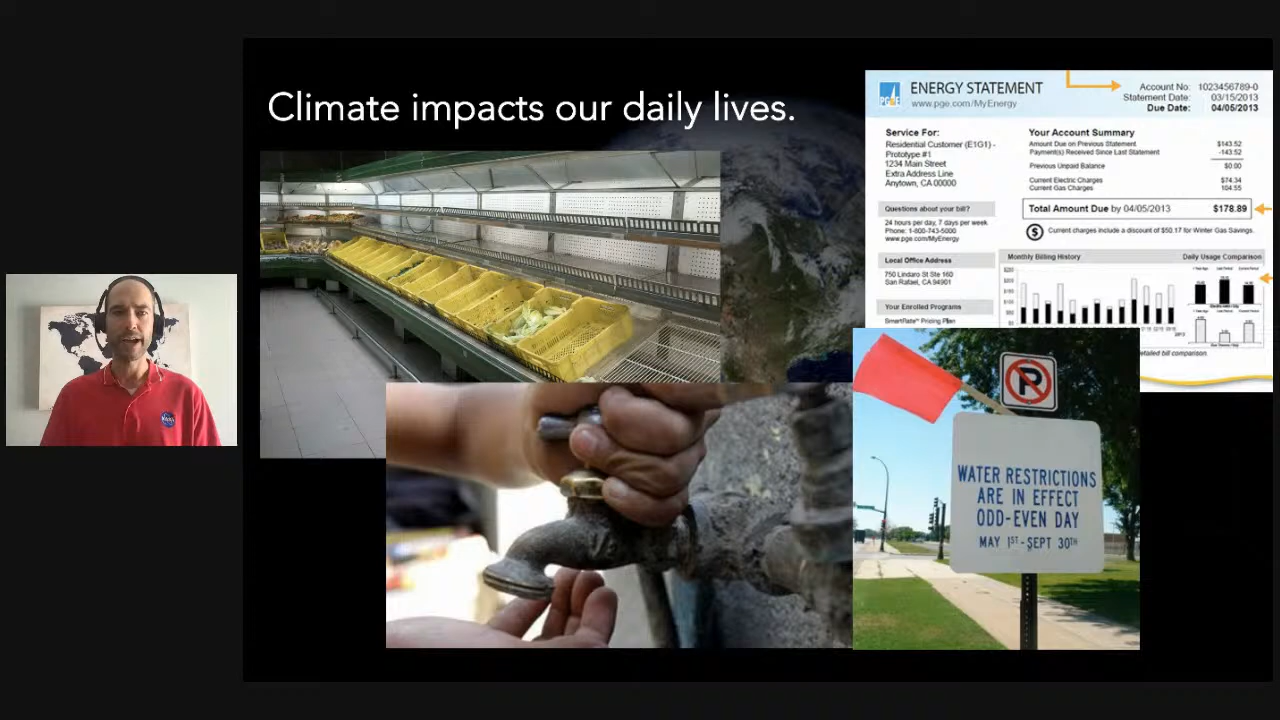 Climate impacts our daily lives.
PG&E
ENERGY STATEMENT
www.pge.com/MyEnergy
Account No: 1023456789-0
Statement Date: 03/15/2013
Due Date: 04/05/2013
Service For:
Residential Customer (E1G1) -
Prototype #1
1234 Main Street
Extra Address Line
Anytown, CA 00000
Questions about your bill?
24 hours per day, 7 days per week
Phone: 1-800-743-5000
www.pge.com/MyEnergy
Local Office Address
750 Lindaro St Ste 160
San Rafael, CA 94901
Your Enrolled Programs
SmartRate™ Pricing Plan
Your Account Summary
Amount Due on Previous Statement $143.52
Payment(s) Received Since Last Statement -143.52
Previous Unpaid Balance $0.00
Current Electric Charges $74.34
Current Gas Charges 104.55
Total Amount Due by 04/05/2013 $178.89
$ Current charges include a discount of $50.17 for Winter Gas Savings.
Monthly Billing History Daily Usage Comparison
detailed bill comparison.
P
WATER RESTRICTIONS
ARE IN EFFECT
ODD-EVEN DAY
MAY 1ST-SEPT 30TH
NASA